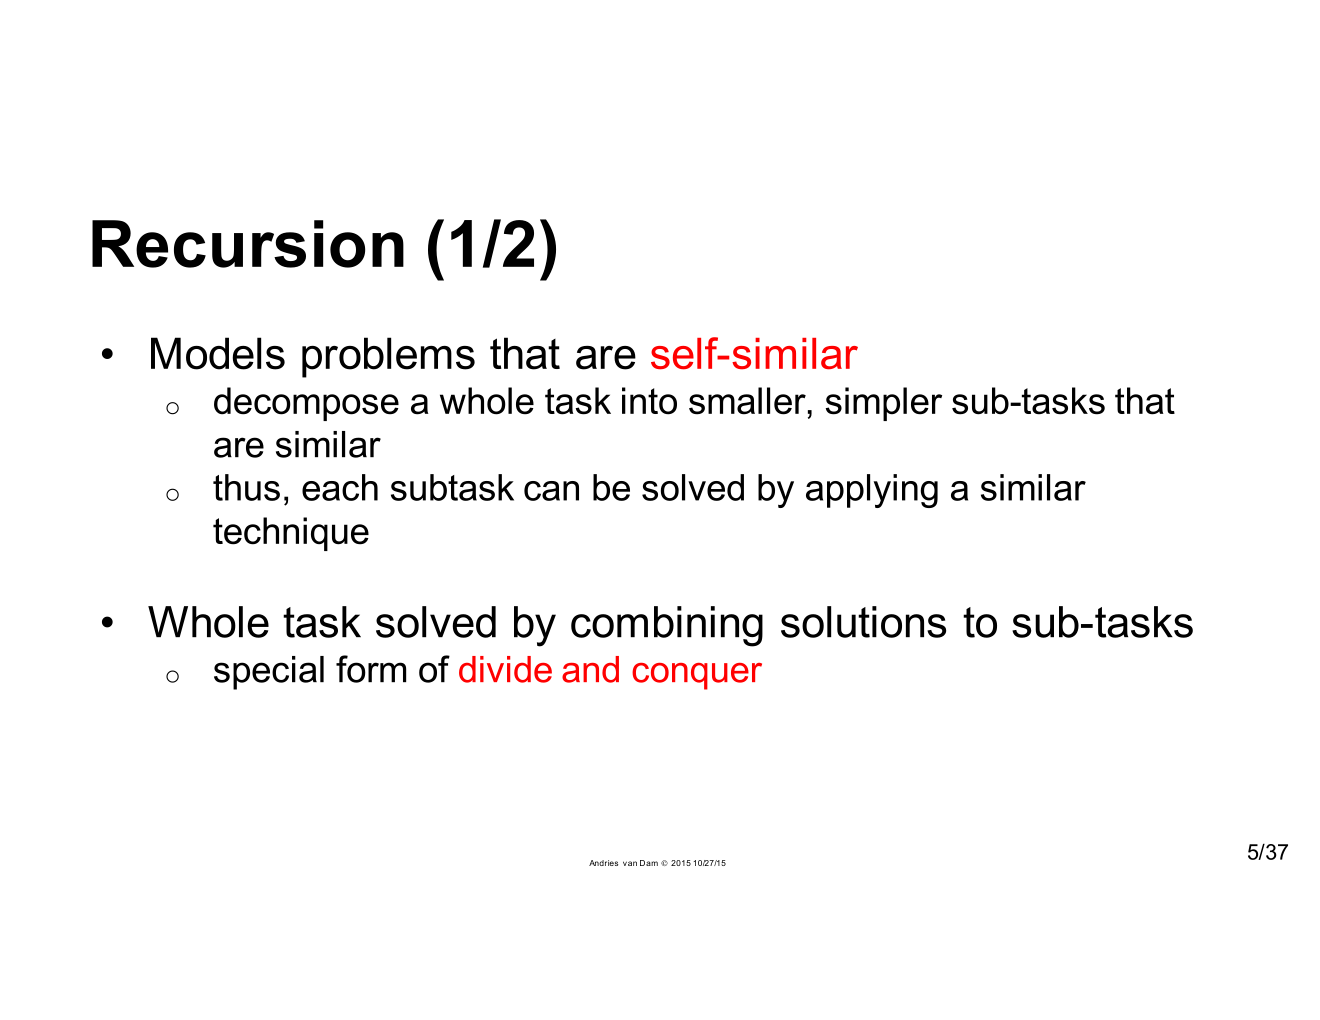 Recursion (1/2)
• Models problems that are self-similar
o decompose a whole task into smaller, simpler sub-tasks that
are similar
o thus, each subtask can be solved by applying a similar
technique
• Whole task solved by combining solutions to sub-tasks
o special form of divide and conquer
Andries van Dam © 2015 10/27/15
5/37